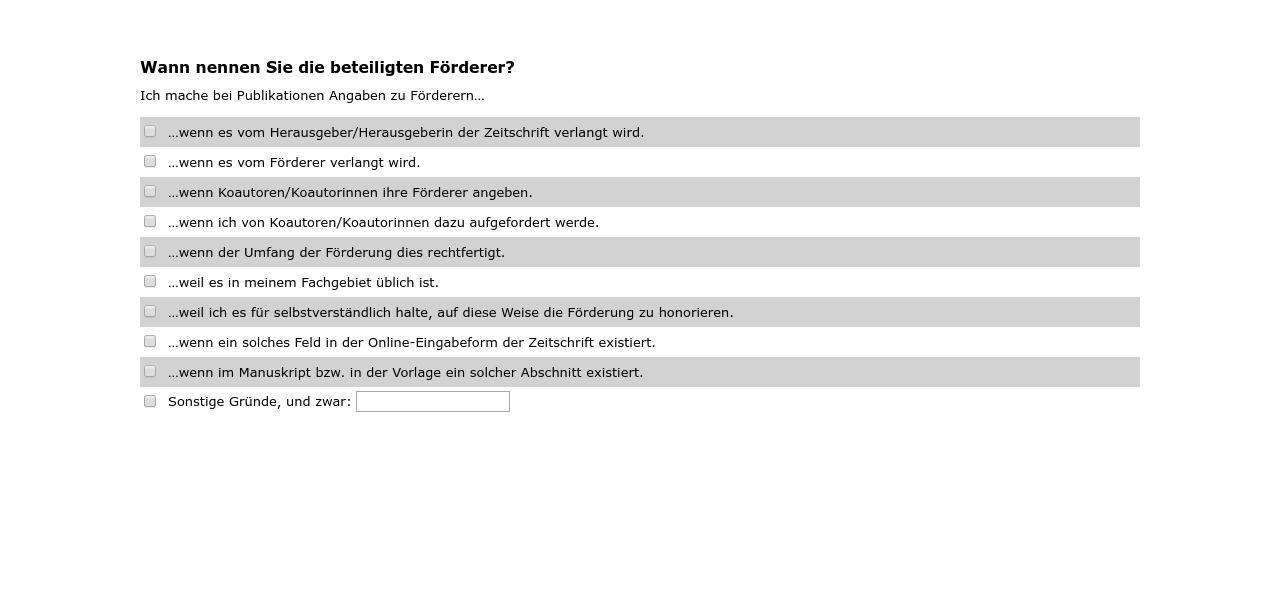 Wann nennen Sie die beteiligten Förderer?
Ich mache bei Publikationen Angaben zu Förderern...
...wenn es vom Herausgeber/Herausgeberin der Zeitschrift verlangt wird.
...wenn es vom Förderer verlangt wird.
...wenn Koautoren/Koautorinnen ihre Förderer angeben.
...wenn ich von Koautoren/Koautorinnen dazu aufgefordert werde.
...wenn der Umfang der Förderung dies rechtfertigt.
...weil es in meinem Fachgebiet üblich ist.
...weil ich es für selbstverständlich halte, auf diese Weise die Förderung zu honorieren.
...wenn ein solches Feld in der Online-Eingabeform der Zeitschrift existiert.
...wenn im Manuskript bzw. in der Vorlage ein solcher Abschnitt existiert.
Sonstige Gründe, und zwar: